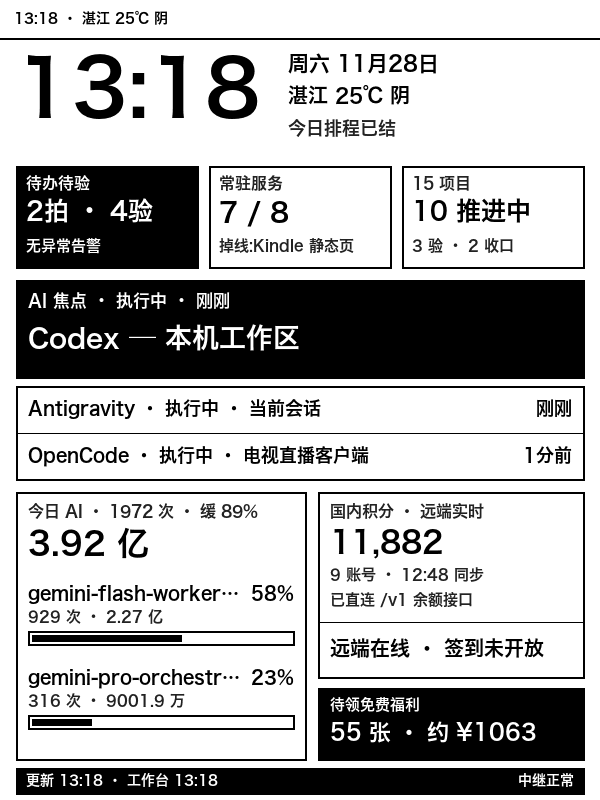 13:18 · 湛江 25℃ 阴
13:18
周六 11月28日
湛江 25℃ 阴
今日排程已结
待办待验
2拍 · 4验
无异常告警
常驻服务
7 / 8
掉线:Kindle 静态页
15 项目
10 推进中
3 验 · 2 收口
AI 焦点 · 执行中 · 刚刚
Codex — 本机工作区
Antigravity · 执行中 · 当前会话 刚刚
OpenCode · 执行中 · 电视直播客户端 1分前
今日 AI · 1972 次 · 缓 89%
3.92 亿
gemini-flash-worker… 58%
929 次 · 2.27 亿
gemini-pro-orchestr… 23%
316 次 · 9001.9 万
国内积分 · 远端实时
11,882
9 账号 · 12:48 同步
已直连 /v1 余额接口
远端在线 · 签到未开放
待领免费福利
55 张 · 约 ¥1063
更新 13:18 · 工作台 13:18 中继正常